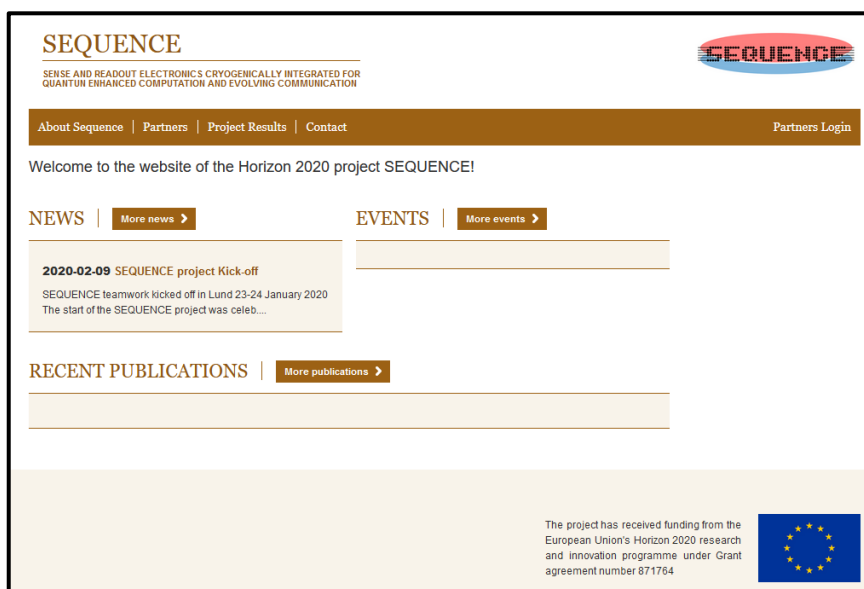 SEQUENCE
SEQUENCE
SENSE AND READOUT ELECTRONICS CRYOGENICALLY INTEGRATED FOR
QUANTUN ENHANCED COMPUTATION AND EVOLVING COMMUNICATION
About Sequence | Partners | Project Results | Contact
Partners Login
Welcome to the website of the Horizon 2020 project SEQUENCE!
NEWS | More news
EVENTS | More events
2020-02-09 SEQUENCE project Kick-off
SEQUENCE teamwork kicked off in Lund 23-24 January 2020
The start of the SEQUENCE project was celeb....
RECENT PUBLICATIONS | More publications
The project has received funding from the
European Union's Horizon 2020 research
and innovation programme under Grant
agreement number 871764